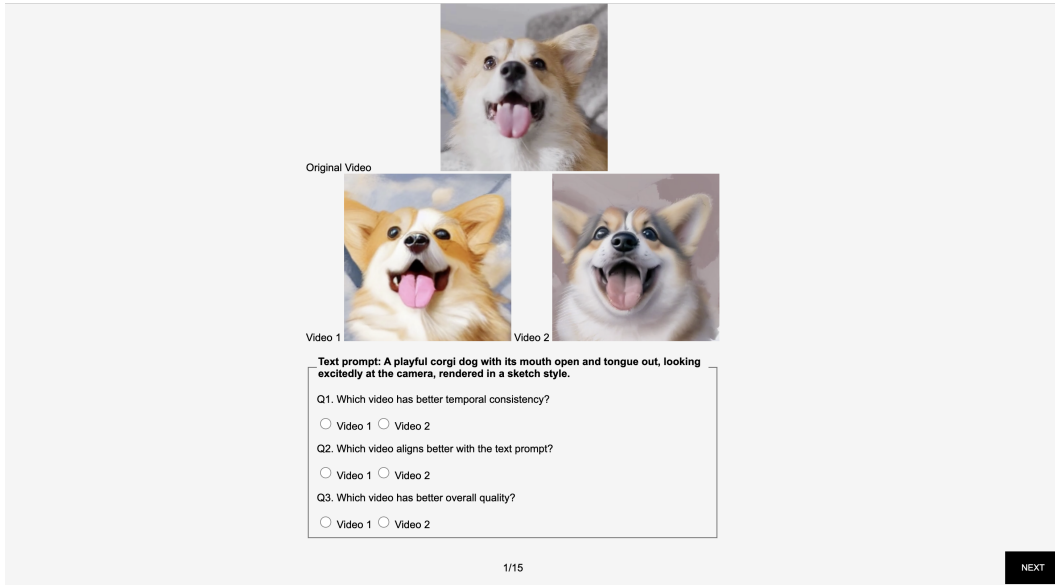 Original Video
Video 1
Video 2
Text prompt: A playful corgi dog with its mouth open and tongue out, looking
excitedly at the camera, rendered in a sketch style.
Q1. Which video has better temporal consistency?
Video 1 Video 2
Q2. Which video aligns better with the text prompt?
Video 1 Video 2
Q3. Which video has better overall quality?
Video 1 Video 2
1/15
NEXT